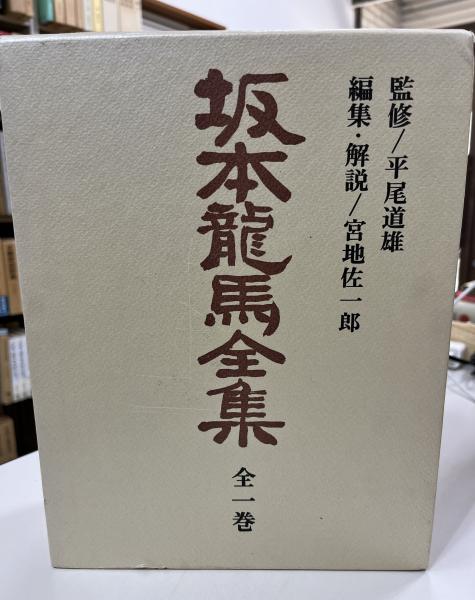 監修/平尾道雄
編集・解説/宮地佐一郎
坂本龍馬全集
全一巻